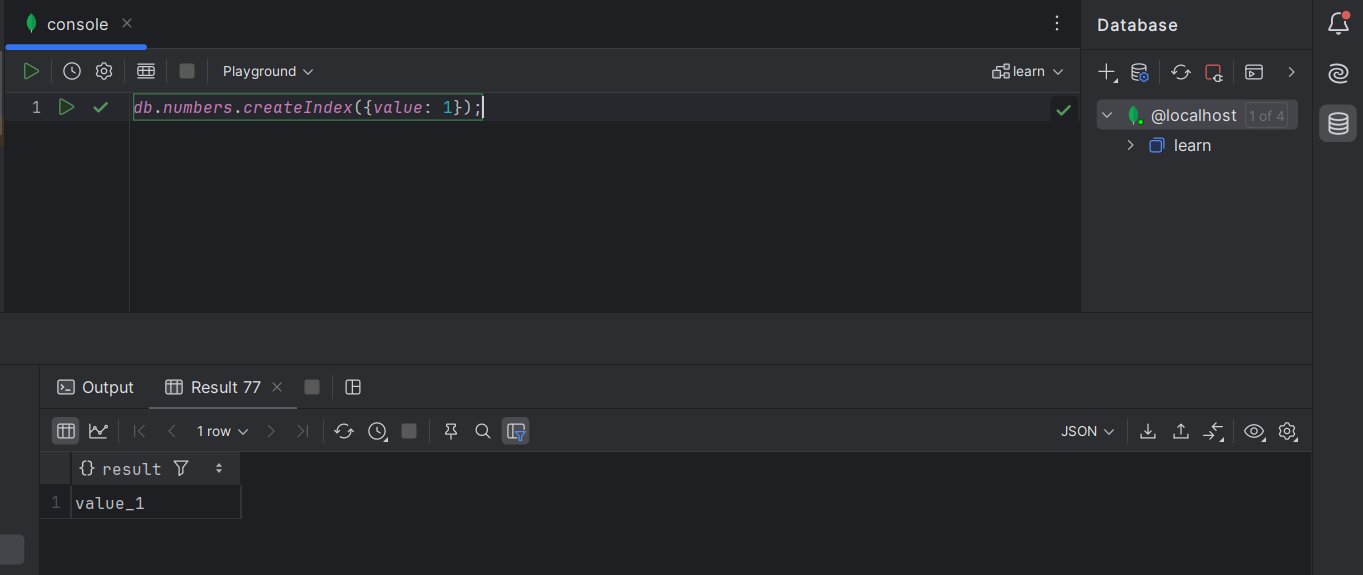 console
Database
Playground
learn
1 db.numbers.createIndex({value: 1});
@localhost 1 of 4
learn
Output Result 77
1 row
JSON
{} result
1 value_1